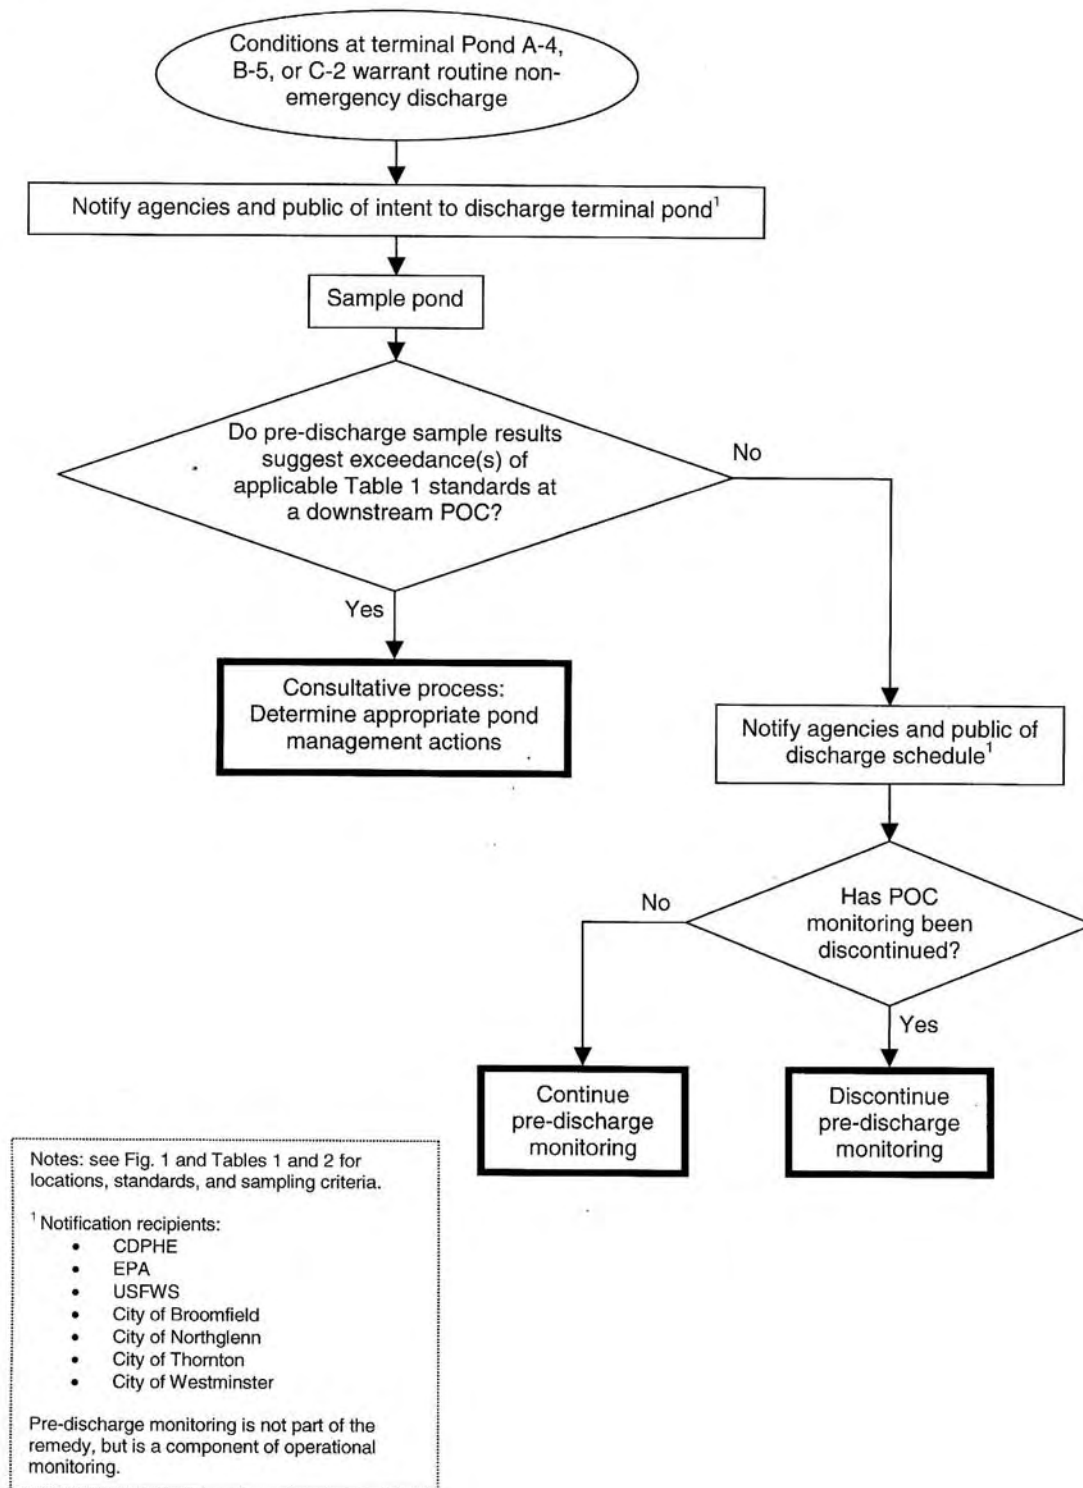 Conditions at terminal Pond A-4,
B-5, or C-2 warrant routine non-
emergency discharge
Notify agencies and public of intent to discharge terminal pond1
Sample pond
Do pre-discharge sample results
suggest exceedance(s) of
applicable Table 1 standards at
a downstream POC?
No
Yes
Consultative process:
Determine appropriate pond
management actions
Notify agencies and public of
discharge schedule1
Has POC
monitoring been
discontinued?
No
Yes
Continue
pre-discharge
monitoring
Discontinue
pre-discharge
monitoring
Notes: see Fig. 1 and Tables 1 and 2 for
locations, standards, and sampling criteria.
1 Notification recipients:
• CDPHE
• EPA
• USFWS
• City of Broomfield
• City of Northglenn
• City of Thornton
• City of Westminster
Pre-discharge monitoring is not part of the
remedy, but is a component of operational
monitoring.